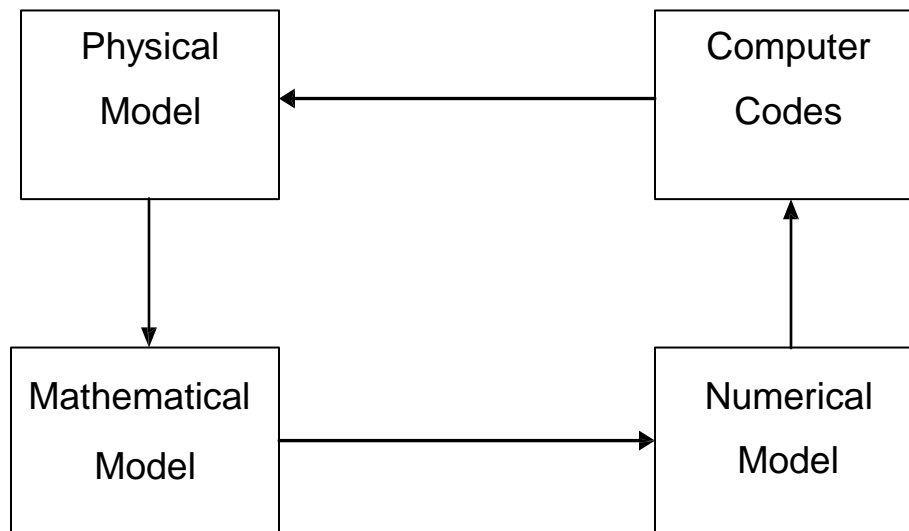 Physical
Model
Computer
Codes
Mathematical
Model
Numerical
Model